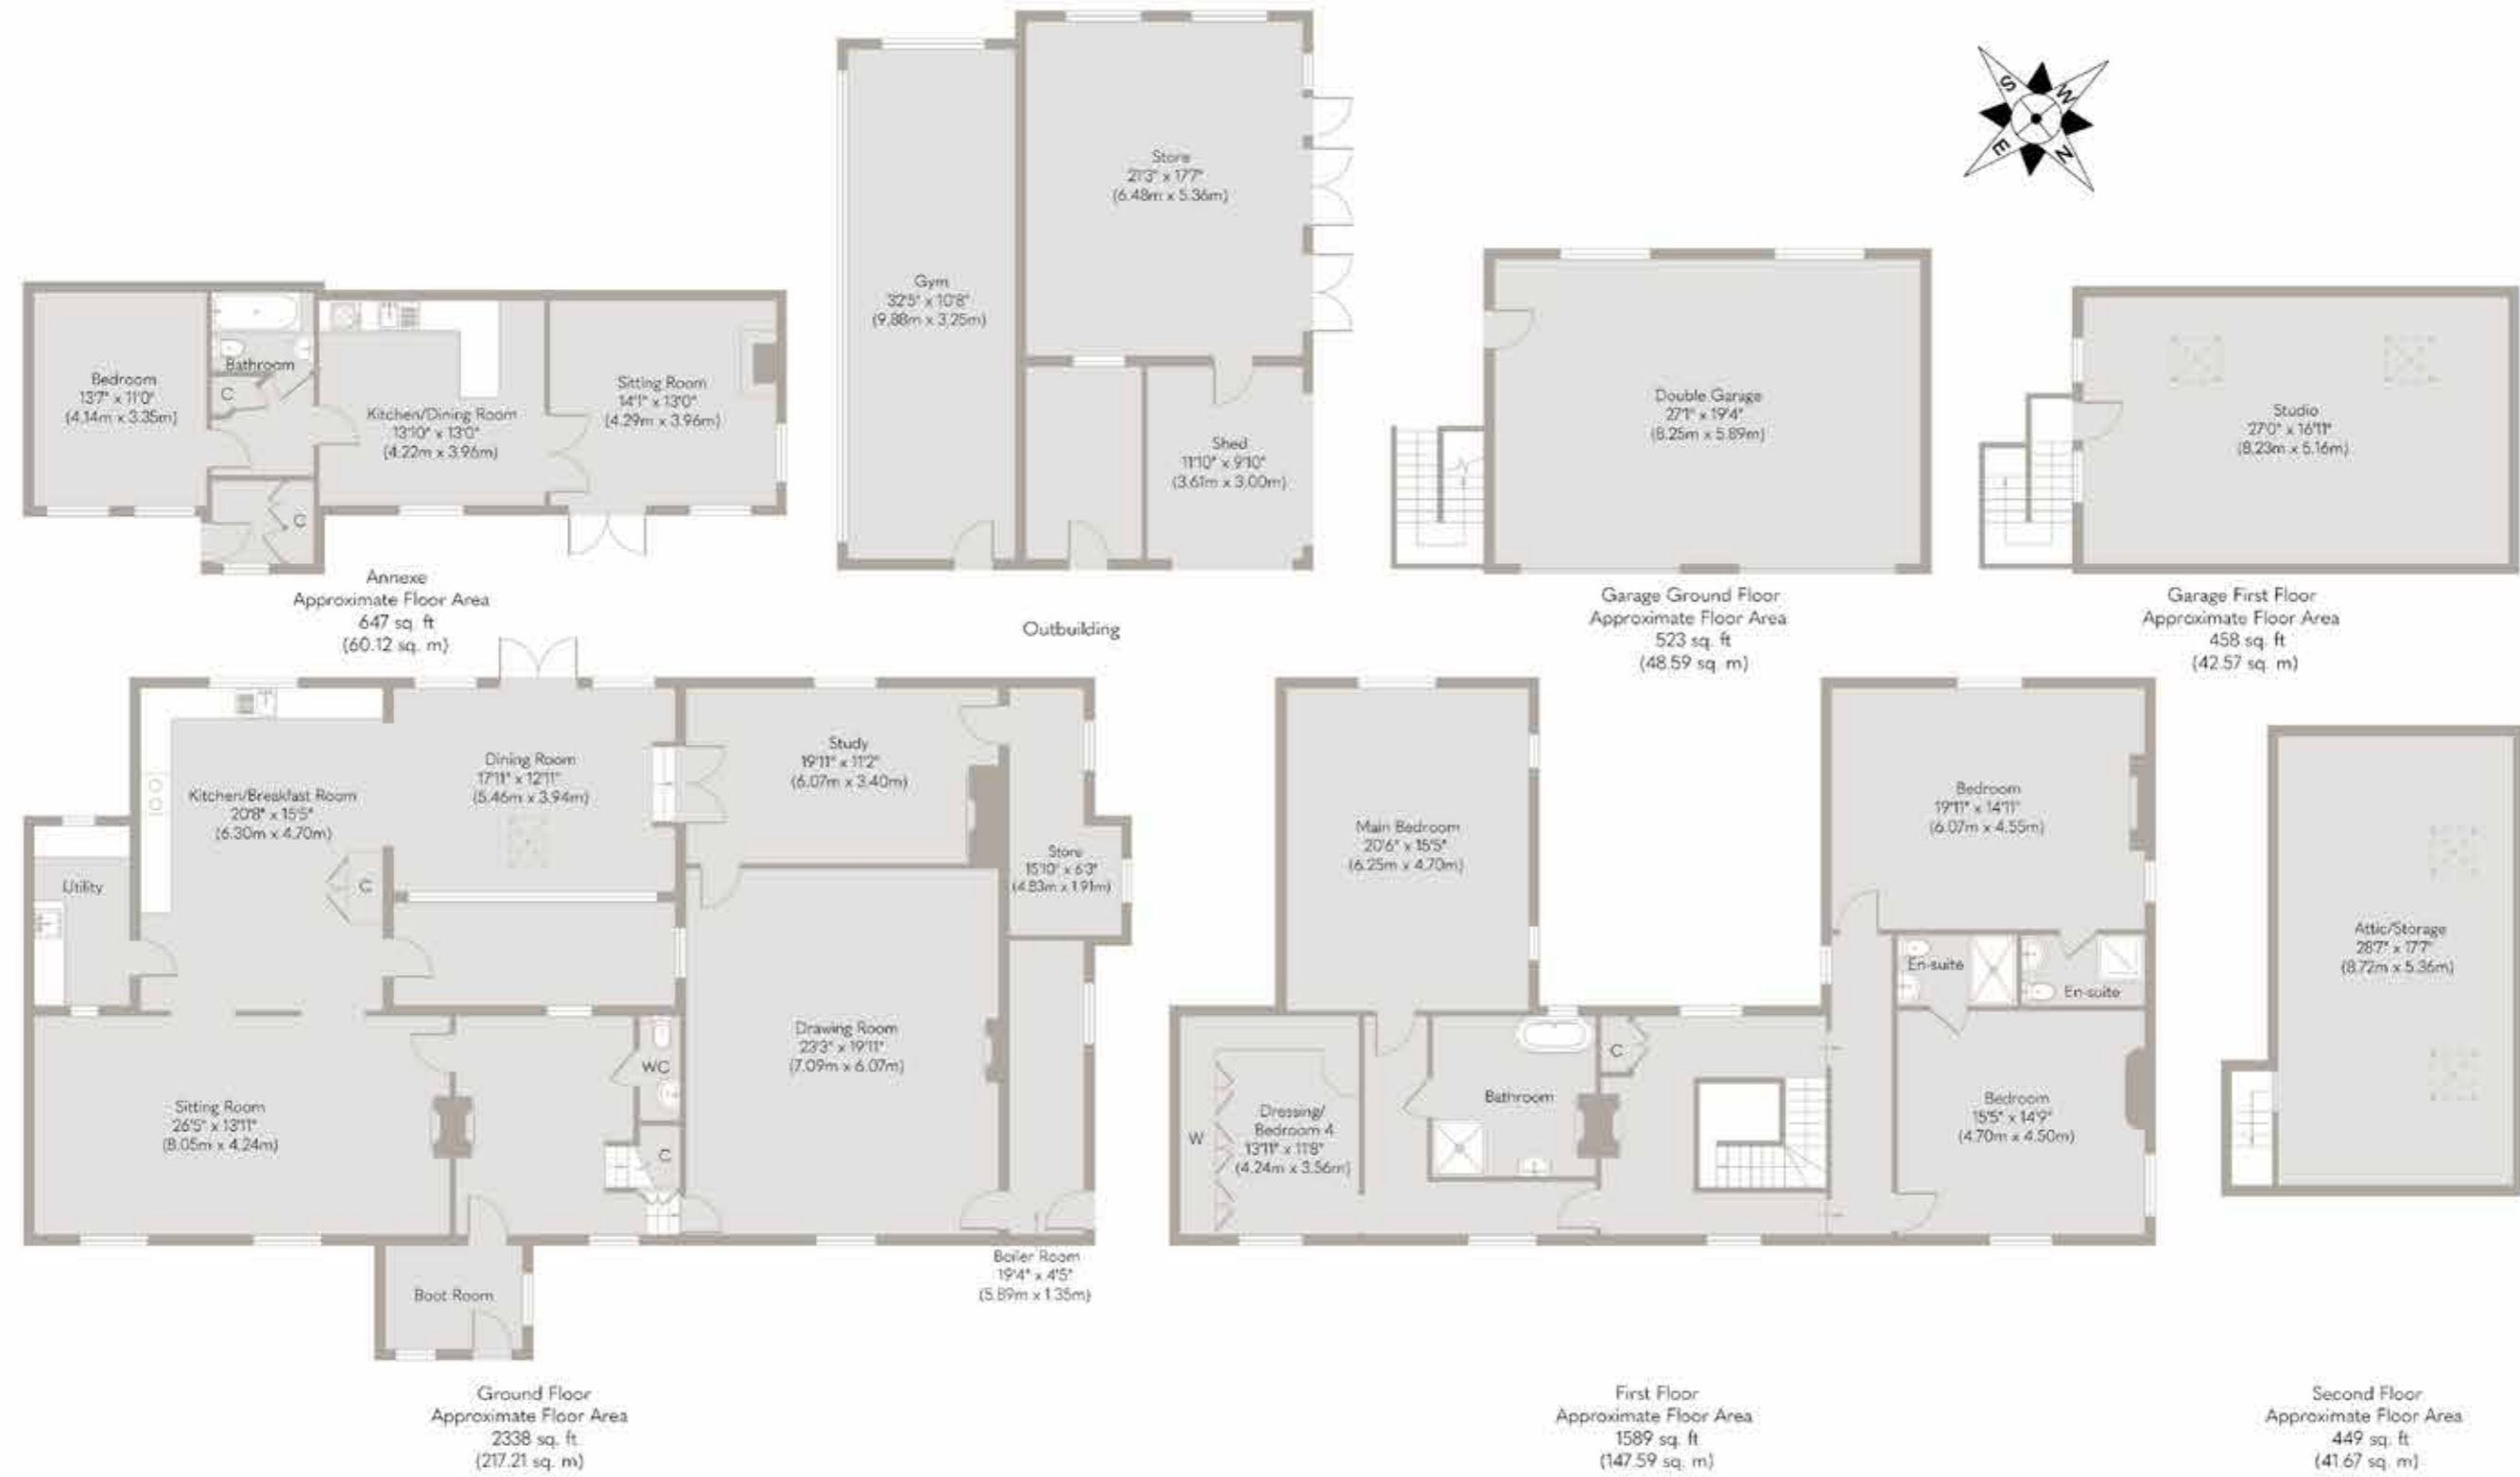 Store
21'3" x 17'7"
(6.48m x 5.36m)
Gym
32'5" x 10'8"
(9.88m x 3.25m)
Shed
11'10" x 9'10"
(3.61m x 3.00m)
Outbuilding
S
W
E
N
Bedroom
13'7" x 11'0"
(4.14m x 3.35m)
Bathroom
C
Kitchen/Dining Room
13'10" x 13'0"
(4.22m x 3.96m)
Sitting Room
14'1" x 13'0"
(4.29m x 3.96m)
C
Annexe
Approximate Floor Area
647 sq. ft
(60.12 sq. m)
Double Garage
27'1" x 19'4"
(8.25m x 5.89m)
Garage Ground Floor
Approximate Floor Area
523 sq. ft
(48.59 sq. m)
Studio
27'0" x 16'11"
(8.23m x 5.16m)
Garage First Floor
Approximate Floor Area
458 sq. ft
(42.57 sq. m)
Kitchen/Breakfast Room
20'8" x 15'5"
(6.30m x 4.70m)
Dining Room
17'11" x 12'11"
(5.46m x 3.94m)
Study
19'11" x 11'2"
(6.07m x 3.40m)
Store
15'10" x 6'3"
(4.83m x 1.91m)
Utility
C
Drawing Room
23'3" x 19'11"
(7.09m x 6.07m)
WC
C
Sitting Room
26'5" x 13'11"
(8.05m x 4.24m)
Boiler Room
19'4" x 4'5"
(5.89m x 1.35m)
Boot Room
Ground Floor
Approximate Floor Area
2338 sq. ft
(217.21 sq. m)
Main Bedroom
20'6" x 15'5"
(6.25m x 4.70m)
Bedroom
19'11" x 14'11"
(6.07m x 4.55m)
En-suite
En-suite
C
Bathroom
W
Dressing/
Bedroom 4
13'11" x 11'8"
(4.24m x 3.56m)
Bedroom
15'5" x 14'9"
(4.70m x 4.50m)
First Floor
Approximate Floor Area
1589 sq. ft
(147.59 sq. m)
Attic/Storage
28'7" x 17'7"
(8.72m x 5.36m)
Second Floor
Approximate Floor Area
449 sq. ft
(41.67 sq. m)